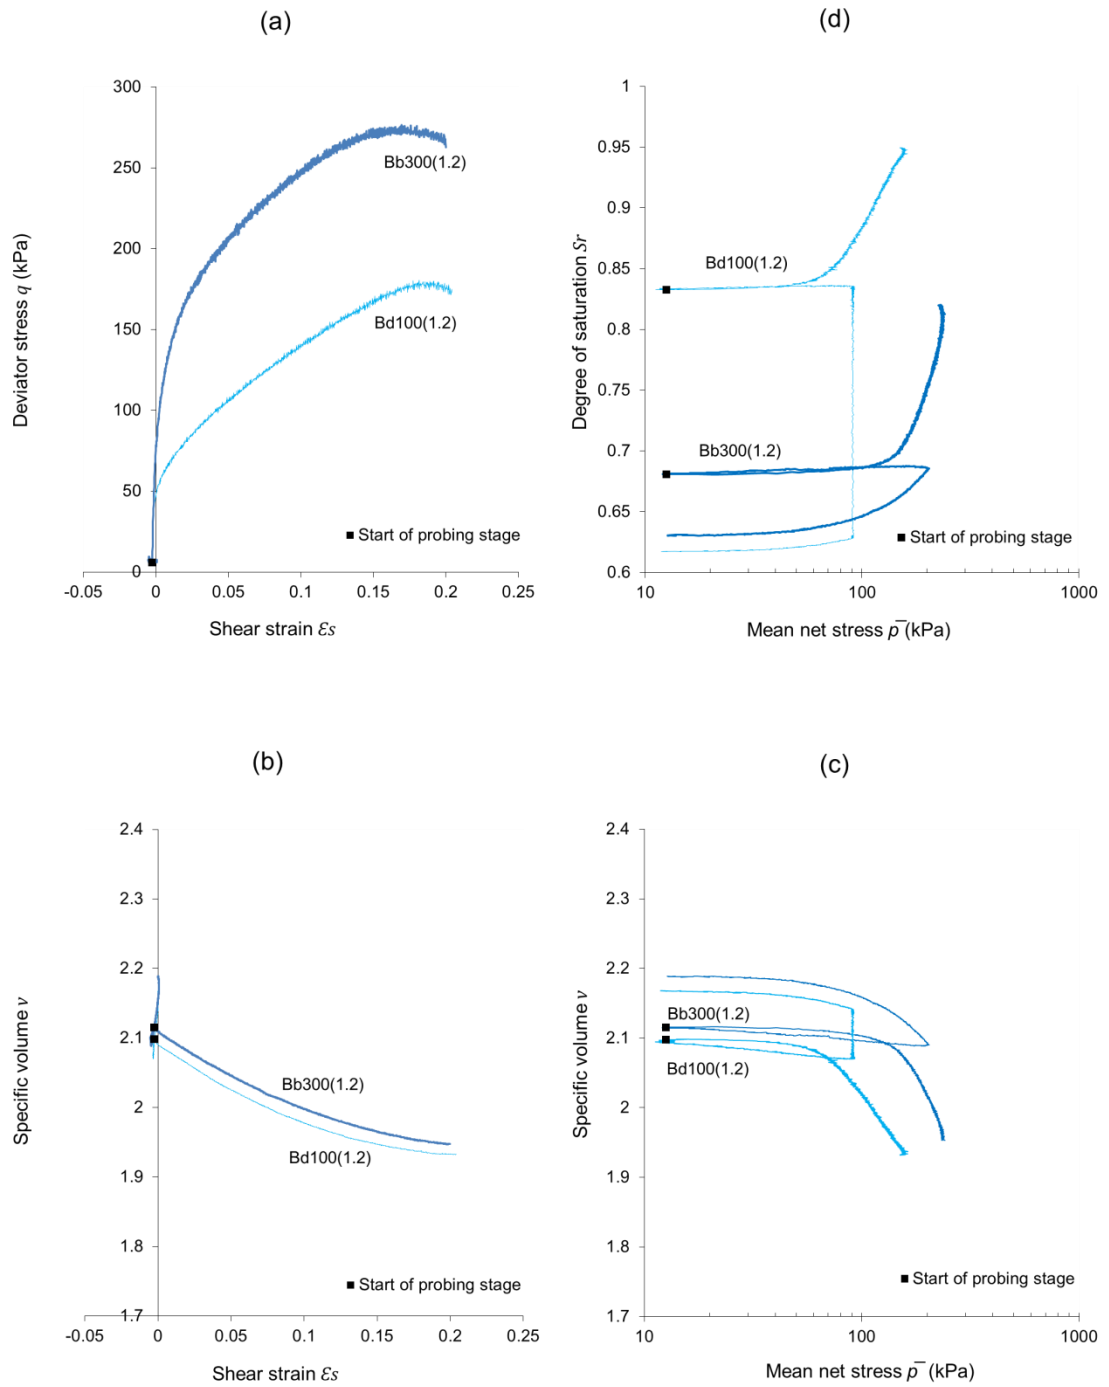 (a)
300
250
200
150
100
50
0
-0.05
0
0.05
0.1
0.15
0.2
0.25
Deviator stress q (kPa)
Shear strain Ɛs
Bb300(1.2)
Bd100(1.2)
Start of probing stage
(d)
1
0.95
0.9
0.85
0.8
0.75
0.7
0.65
0.6
10
100
1000
Degree of saturation Sr
Mean net stress p̅ (kPa)
Bd100(1.2)
Bb300(1.2)
Start of probing stage
(b)
2.4
2.3
2.2
2.1
2
1.9
1.8
1.7
-0.05
0
0.05
0.1
0.15
0.2
0.25
Specific volume v
Shear strain Ɛs
Bb300(1.2)
Bd100(1.2)
Start of probing stage
(c)
2.4
2.3
2.2
2.1
2
1.9
1.8
1.7
10
100
1000
Specific volume v
Mean net stress p̅ (kPa)
Bb300(1.2)
Bd100(1.2)
Start of probing stage